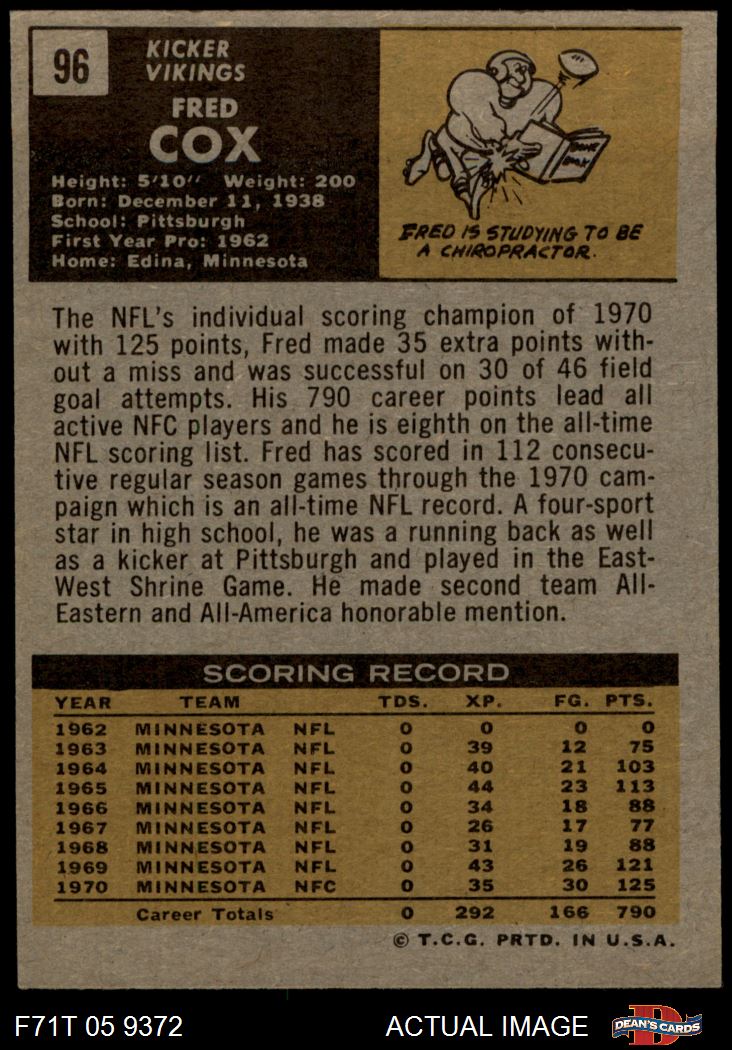 96
KICKER
VIKINGS
FRED
COX
Height: 5'10" Weight: 200
Born: December 11, 1938
School: Pittsburgh
First Year Pro: 1962
Home: Edina, Minnesota
BONE BOOK
FRED IS STUDYING TO BE
A CHIROPRACTOR.
The NFL's individual scoring champion of 1970
with 125 points, Fred made 35 extra points with-
out a miss and was successful on 30 of 46 field
goal attempts. His 790 career points lead all
active NFC players and he is eighth on the all-time
NFL scoring list. Fred has scored in 112 consecu-
tive regular season games through the 1970 cam-
paign which is an all-time NFL record. A four-sport
star in high school, he was a running back as well
as a kicker at Pittsburgh and played in the East-
West Shrine Game. He made second team All-
Eastern and All-America honorable mention.
SCORING RECORD
YEAR TEAM TDS. XP. FG. PTS.
1962 MINNESOTA NFL 0 0 0 0
1963 MINNESOTA NFL 0 39 12 75
1964 MINNESOTA NFL 0 40 21 103
1965 MINNESOTA NFL 0 44 23 113
1966 MINNESOTA NFL 0 34 18 88
1967 MINNESOTA NFL 0 26 17 77
1968 MINNESOTA NFL 0 31 19 88
1969 MINNESOTA NFL 0 43 26 121
1970 MINNESOTA NFC 0 35 30 125
Career Totals 0 292 166 790
© T.C.G. PRTD. IN U.S.A.
F71T 05 9372 ACTUAL IMAGE D DEAN'S CARDS